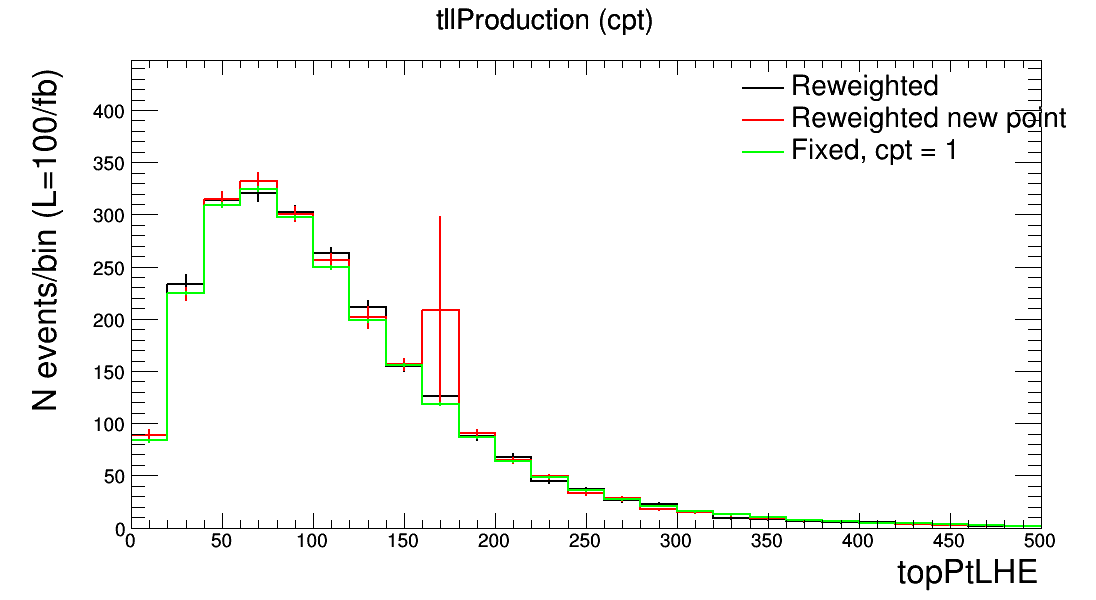 tllProduction (cpt)
N events/bin (L=100/fb)
Reweighted
Reweighted new point
Fixed, cpt = 1
400
350
300
250
200
150
100
50
0
0 50 100 150 200 250 300 350 400 450 500
topPtLHE